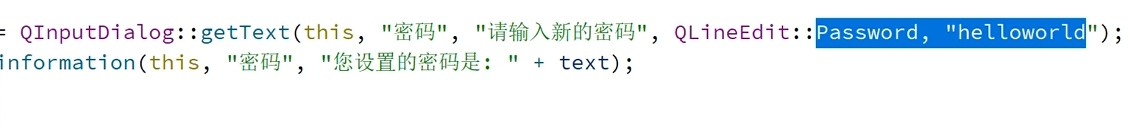 = QInputDialog::getText(this, "密码", "请输入新的密码", QLineEdit::Password, "helloworld");
information(this, "密码", "您设置的密码是: " + text);